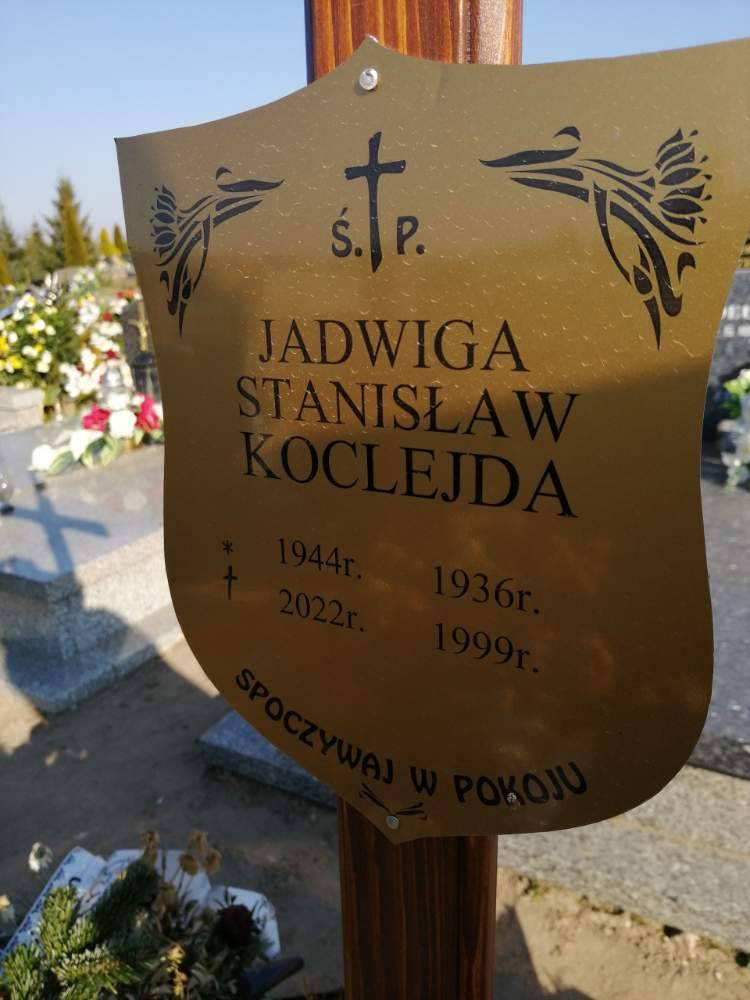 Ś. P.
JADWIGA
STANISŁAW
KOCLEJDA
* 1944r. 1936r.
† 2022r. 1999r.
SPOCZYWAJ W POKOJU